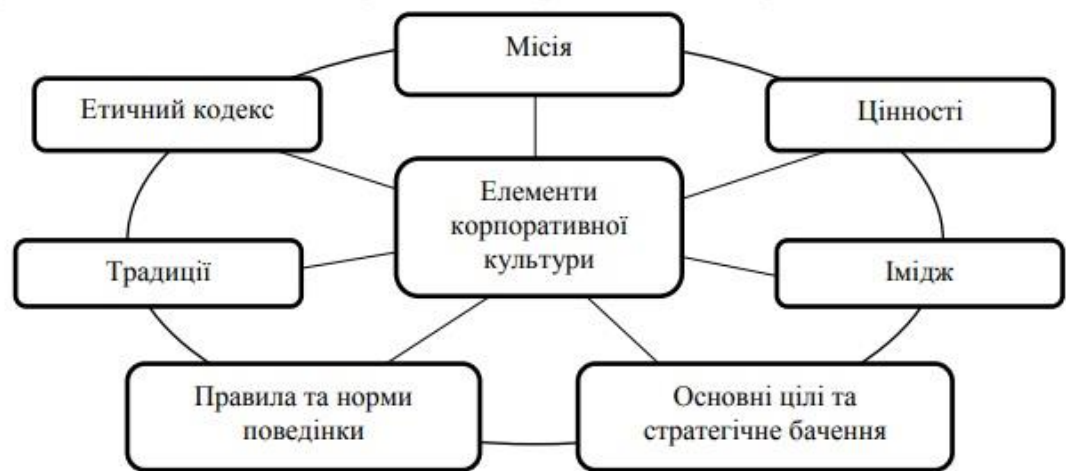 Місія
Етичний кодекс
Цінності
Елементи
корпоративної
культури
Традиції
Імідж
Правила та норми
поведінки
Основні цілі та
стратегічне бачення